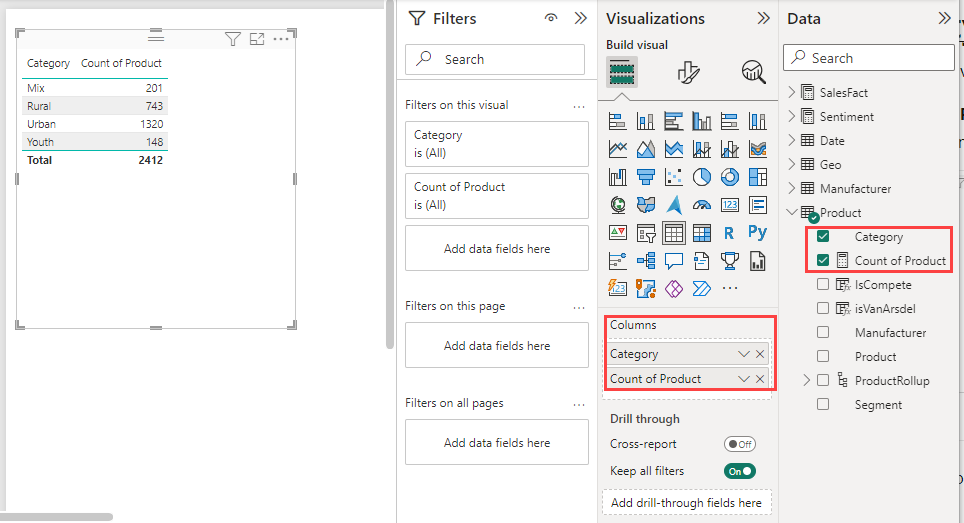 Category Count of Product
Mix 201
Rural 743
Urban 1320
Youth 148
Total 2412
Filters
Search
Filters on this visual
Category
is (All)
Count of Product
is (All)
Add data fields here
Filters on this page
Add data fields here
Filters on all pages
Add data fields here
Visualizations
Build visual
123
R Py
123
Columns
Category
Count of Product
Drill through
Cross-report Off
Keep all filters On
Add drill-through fields here
Data
Search
SalesFact
Sentiment
Date
Geo
Manufacturer
Product
Category
Count of Product
IsCompete
isVanArsdel
Manufacturer
Product
ProductRollup
Segment